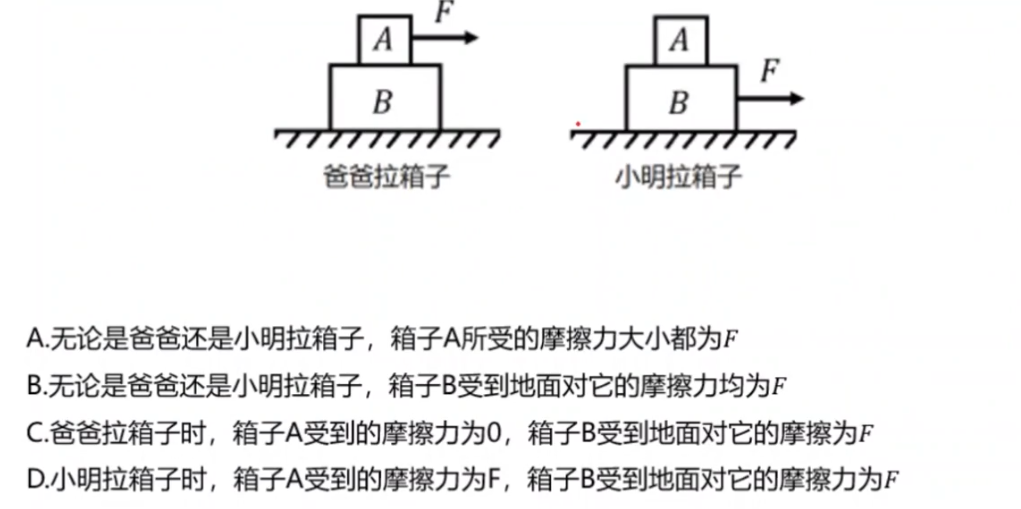 F F
A A
B B
爸爸拉箱子 小明拉箱子
A.无论是爸爸还是小明拉箱子，箱子A所受的摩擦力大小都为F
B.无论是爸爸还是小明拉箱子，箱子B受到地面对它的摩擦力均为F
C.爸爸拉箱子时，箱子A受到的摩擦力为0，箱子B受到地面对它的摩擦为F
D.小明拉箱子时，箱子A受到的摩擦力为F，箱子B受到地面对它的摩擦力为F